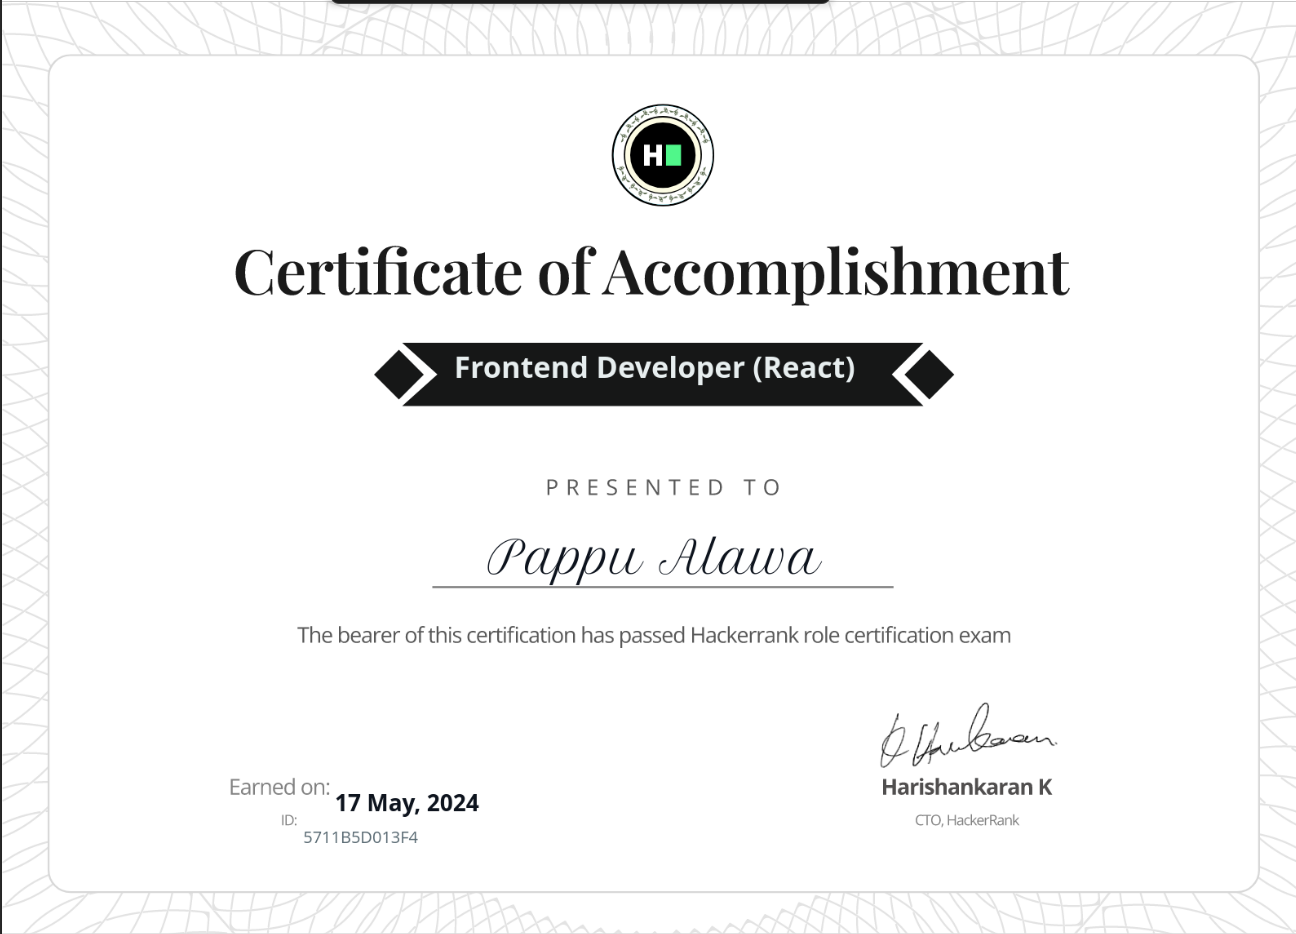 H
Certificate of Accomplishment
Frontend Developer (React)
PRESENTED TO
Pappu Alawa
The bearer of this certification has passed Hackerrank role certification exam
Earned on: 17 May, 2024
ID: 5711B5D013F4
Harishankaran K
CTO, HackerRank